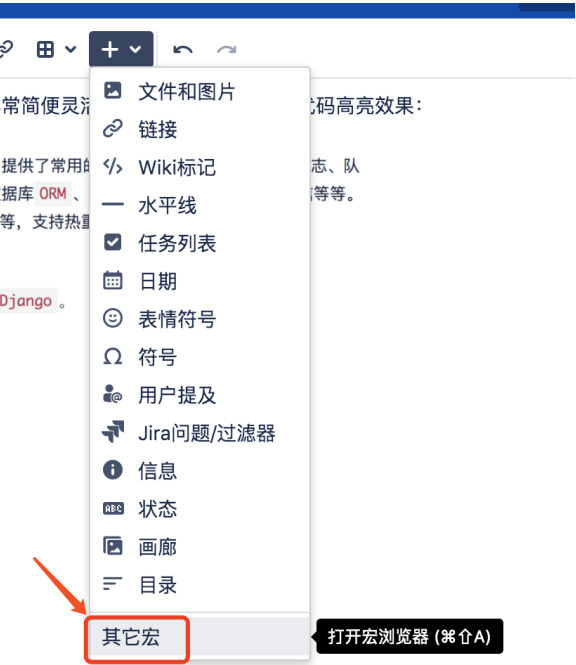 常简便灵活
代码高亮效果：
文件和图片
链接
提供了常用的
志、队
Wiki标记
据库 ORM 、
等等。
水平线
等，支持热重
任务列表
日期
Django 。
表情符号
符号
用户提及
Jira问题/过滤器
信息
ABC 状态
画廊
目录
其它宏
打开宏浏览器 (⌘⇧A)